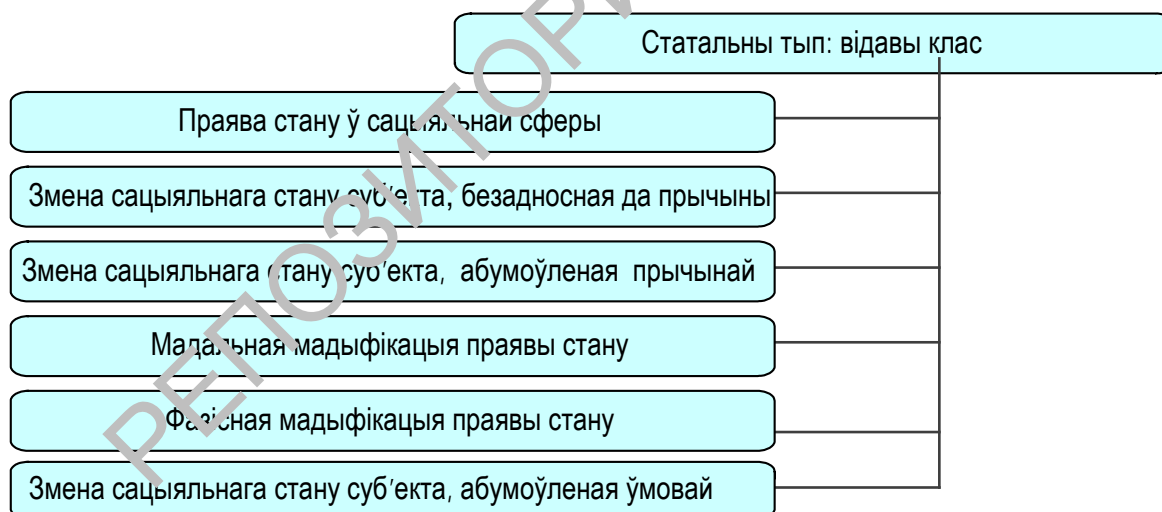 Статальны тып: відавы клас
Праява стану ў сацыяльнай сферы
Змена сацыяльнага стану суб'екта, безадносная да прычыны
Змена сацыяльнага стану суб'екта, абумоўленая прычынай
Мадальная мадыфікацыя праявы стану
Фазісная мадыфікацыя праявы стану
Змена сацыяльнага стану суб'екта, абумоўленая ўмовай
РЕПОЗИТОРИ